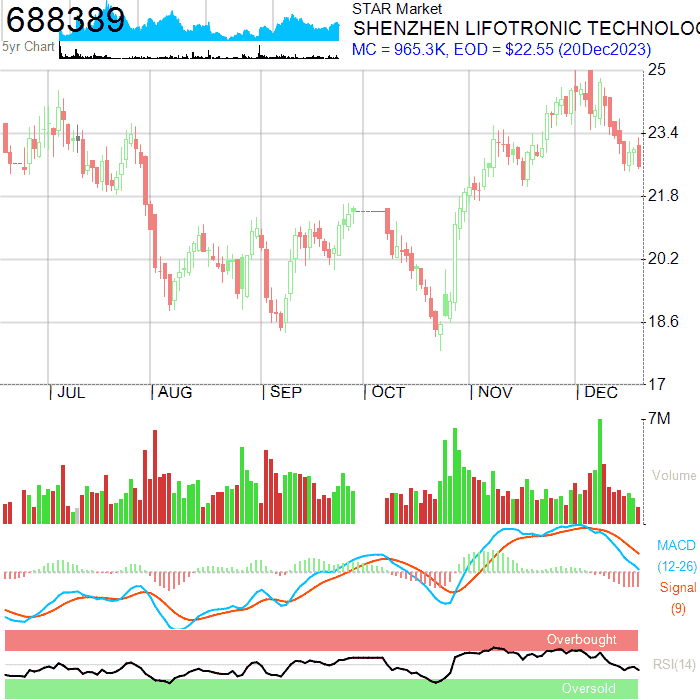 688389
5yr Chart
STAR Market
SHENZHEN LIFOTRONIC TECHNOLOG
MC = 965.3K, EOD = $22.55 (20Dec2023)
25
23.4
21.8
20.2
18.6
17
| JUL | AUG | SEP | OCT | NOV | DEC
7M
Volume
MACD
(12-26)
Signal
(9)
Overbought
RSI(14)
Oversold